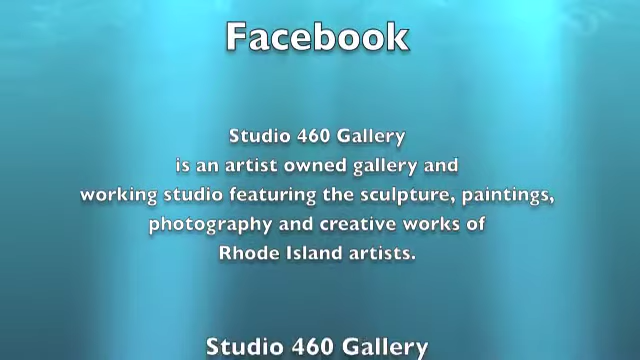 Facebook
Studio 460 Gallery
is an artist owned gallery and
working studio featuring the sculpture, paintings,
photography and creative works of
Rhode Island artists.
Studio 460 Gallery